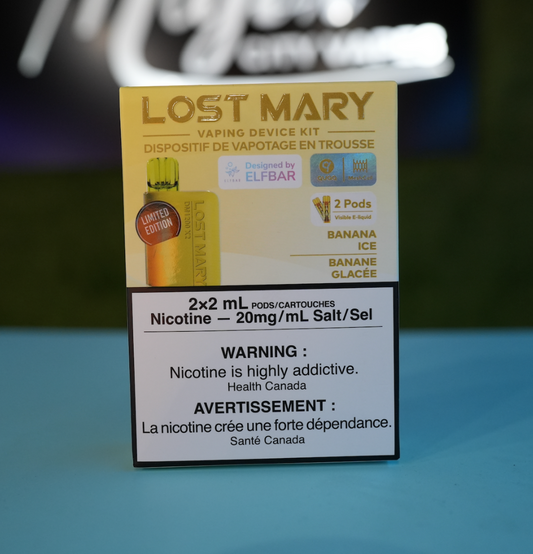 LOST MARY
VAPING DEVICE KIT
DISPOSITIF DE VAPOTAGE EN TROUSSE
Designed by
ELFBAR
LIMITED
EDITION
LOST MARY
2 Pods
Visible E-liquid
BANANA
ICE
BANANE
GLACÉE
2×2 mL PODS/CARTOUCHES
Nicotine — 20mg/mL Salt/Sel
WARNING :
Nicotine is highly addictive.
Health Canada
AVERTISSEMENT :
La nicotine crée une forte dépendance.
Santé Canada